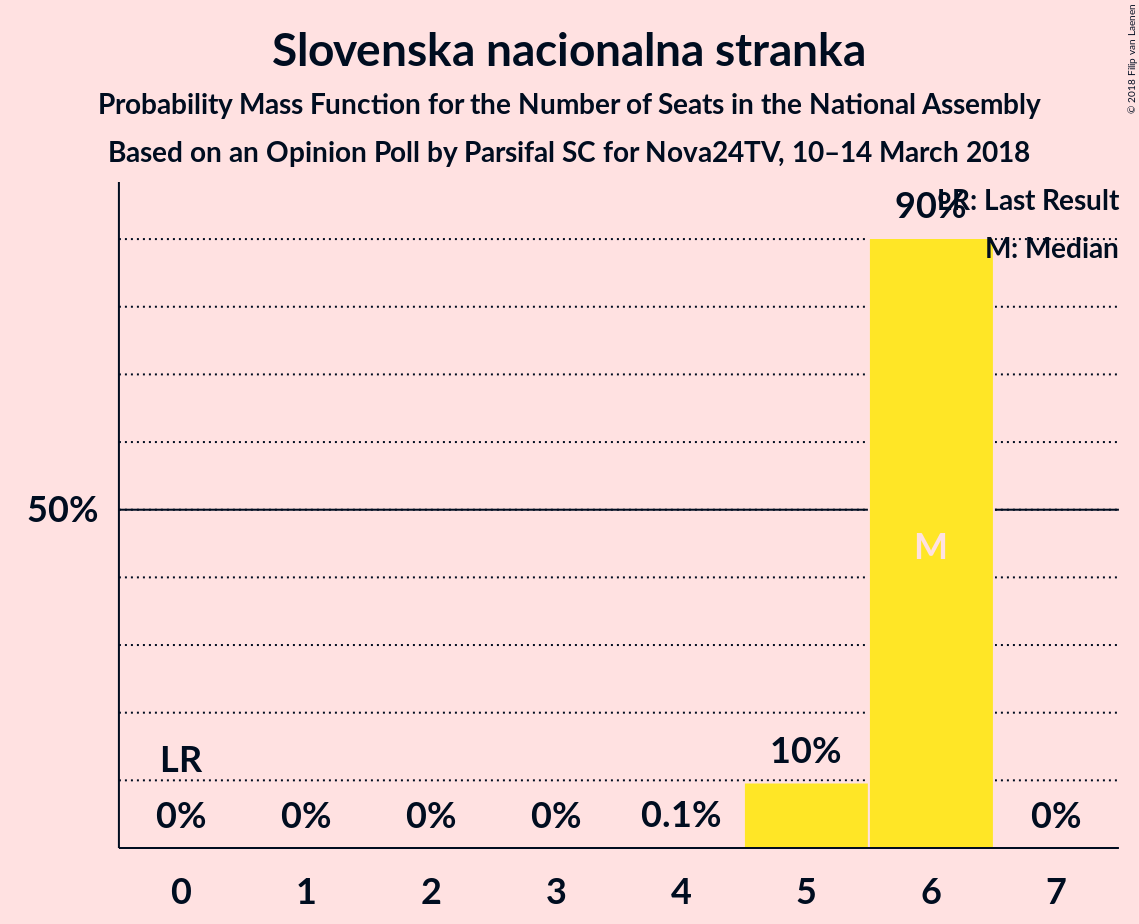 Slovenska nacionalna stranka
Probability Mass Function for the Number of Seats in the National Assembly
Based on an Opinion Poll by Parsifal SC for Nova24TV, 10–14 March 2018
© 2018 Filip van Laenen
LR: Last Result
M: Median
90%
50%
M
LR
10%
0% 0% 0% 0% 0.1% 0%
0 1 2 3 4 5 6 7